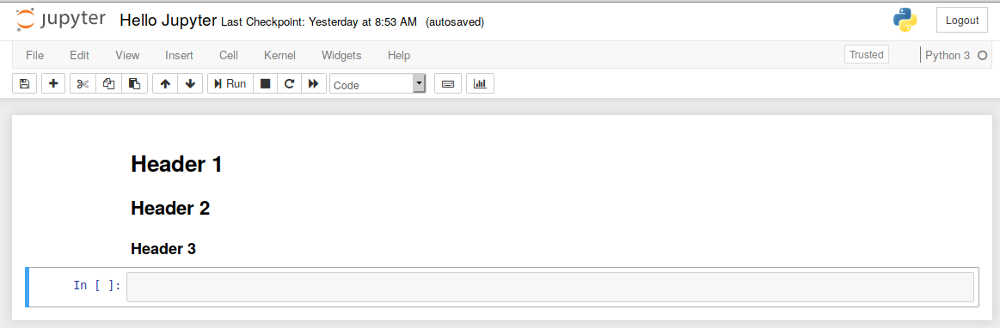 jupyter Hello Jupyter Last Checkpoint: Yesterday at 8:53 AM (autosaved) Logout
File Edit View Insert Cell Kernel Widgets Help Trusted Python 3
Run Code
Header 1
Header 2
Header 3
In [ ]: